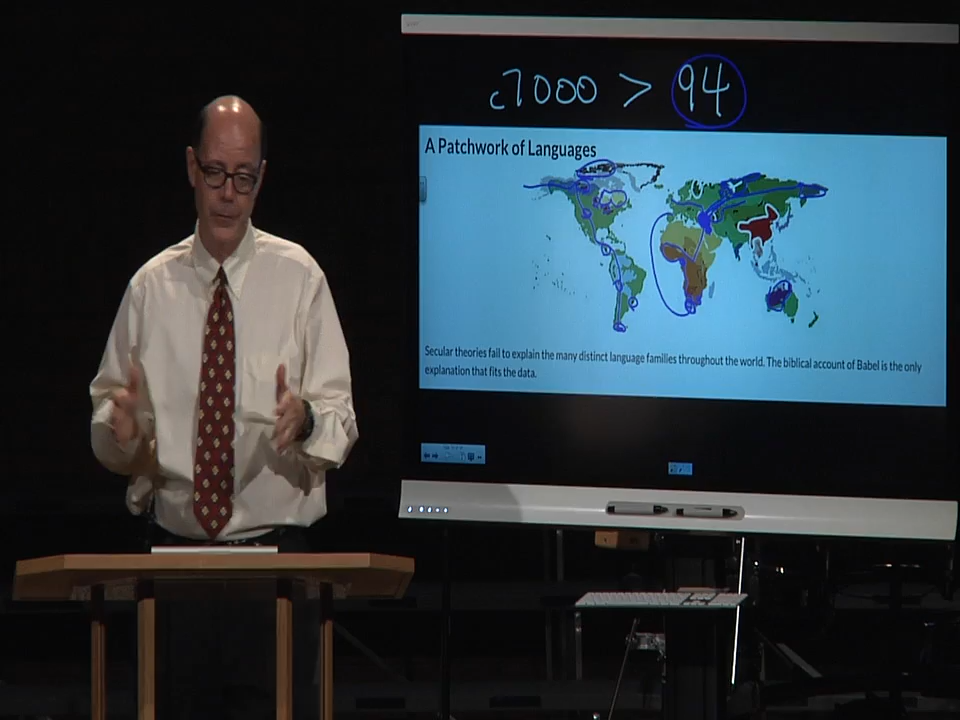 c7000 > 94
A Patchwork of Languages
Secular theories fail to explain the many distinct language families throughout the world. The biblical account of Babel is the only
explanation that fits the data.